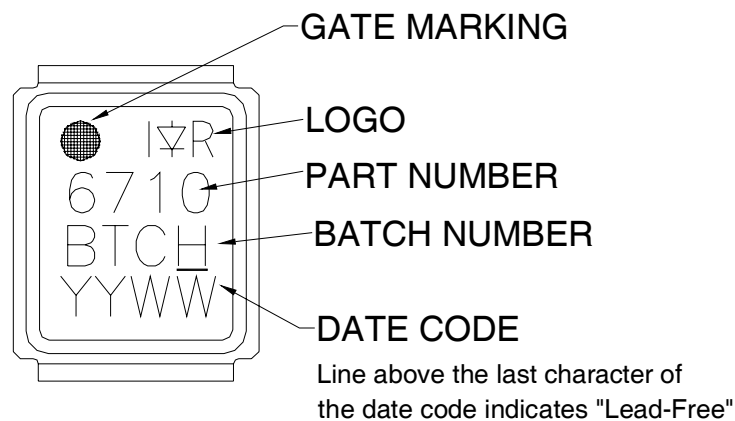 GATE MARKING
I R
LOGO
6710
PART NUMBER
BTCH
BATCH NUMBER
YYWW
DATE CODE
Line above the last character of
the date code indicates "Lead-Free"